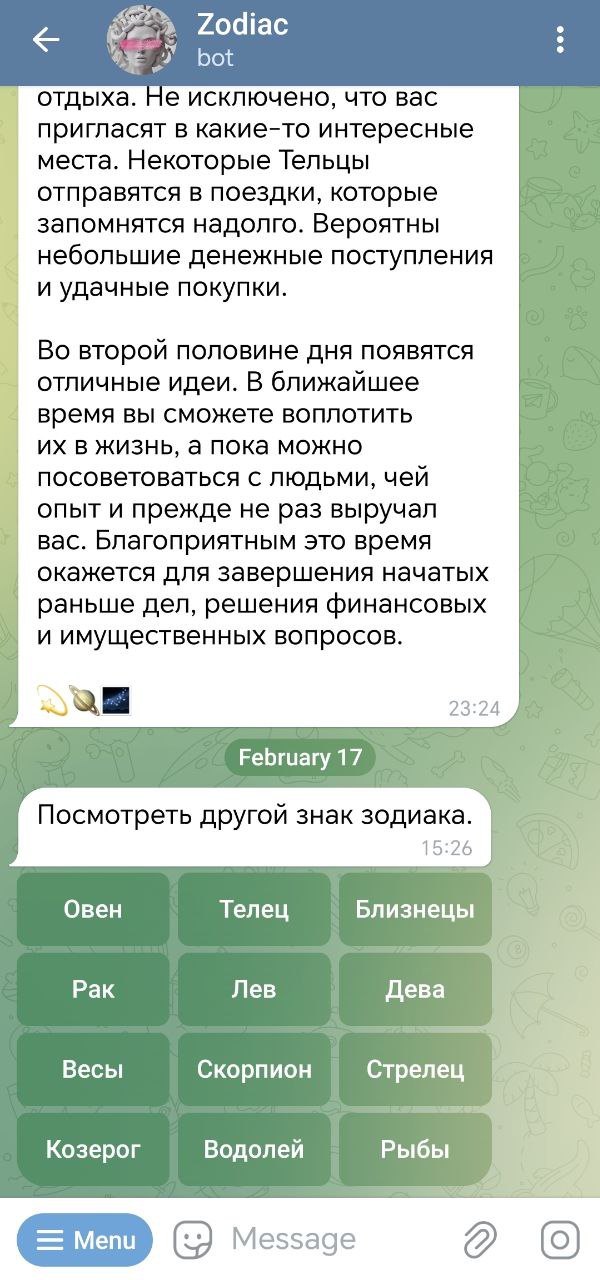 Zodiac
bot
отдыха. Не исключено, что вас
пригласят в какие-то интересные
места. Некоторые Тельцы
отправятся в поездки, которые
запомнятся надолго. Вероятны
небольшие денежные поступления
и удачные покупки.
Во второй половине дня появятся
отличные идеи. В ближайшее
время вы сможете воплотить
их в жизнь, а пока можно
посоветоваться с людьми, чей
опыт и прежде не раз выручал
вас. Благоприятным это время
окажется для завершения начатых
раньше дел, решения финансовых
и имущественных вопросов.
23:24
February 17
Посмотреть другой знак зодиака.
15:26
Овен Телец Близнецы
Рак Лев Дева
Весы Скорпион Стрелец
Козерог Водолей Рыбы
Menu Message